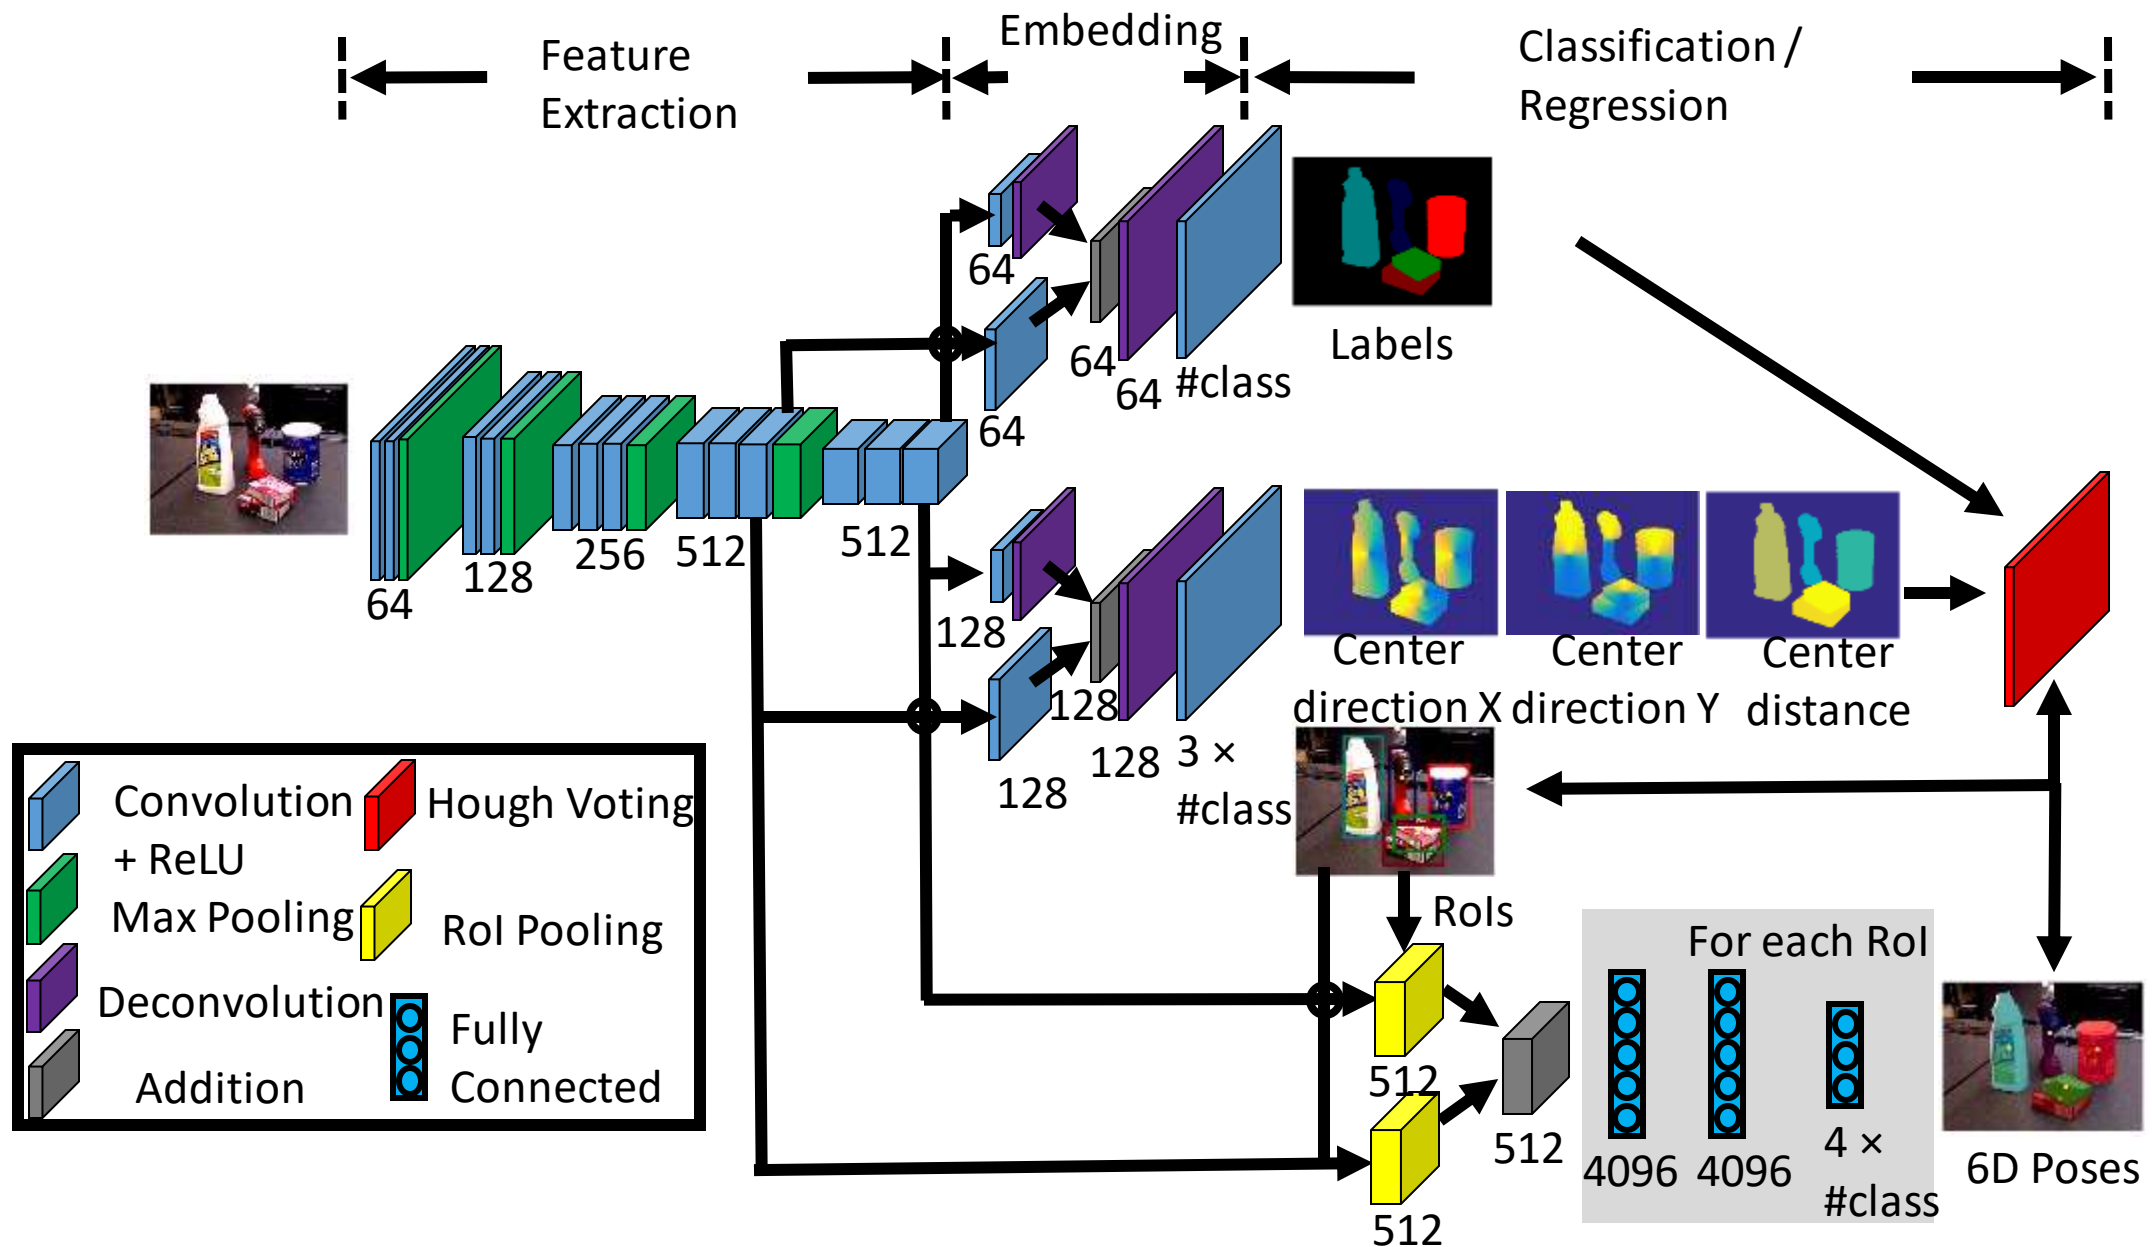 Feature
Extraction
Embedding
Classification /
Regression
64
64
64
64
#class
Labels
64
128
256
512
512
128
128
128
128
3 ×
#class
Center
direction X
Center
direction Y
Center
distance
RoIs
512
512
512
For each RoI
4096
4096
4 ×
#class
6D Poses
Convolution
+ ReLU
Max Pooling
Deconvolution
Addition
Hough Voting
RoI Pooling
Fully
Connected